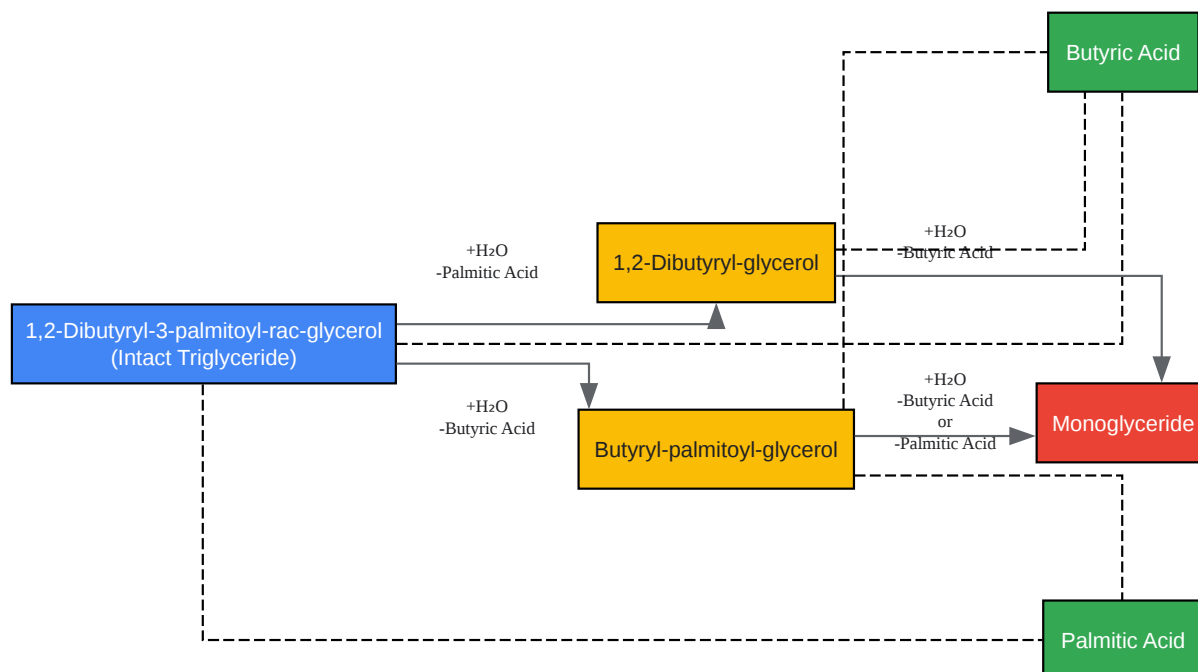 Butyric Acid
+H₂O
-Palmitic Acid
1,2-Dibutyryl-glycerol
+H₂O
-Butyric Acid
1,2-Dibutyryl-3-palmitoyl-rac-glycerol
(Intact Triglyceride)
+H₂O
-Butyric Acid
Butyryl-palmitoyl-glycerol
+H₂O
-Butyric Acid
or
-Palmitic Acid
Monoglyceride
Palmitic Acid